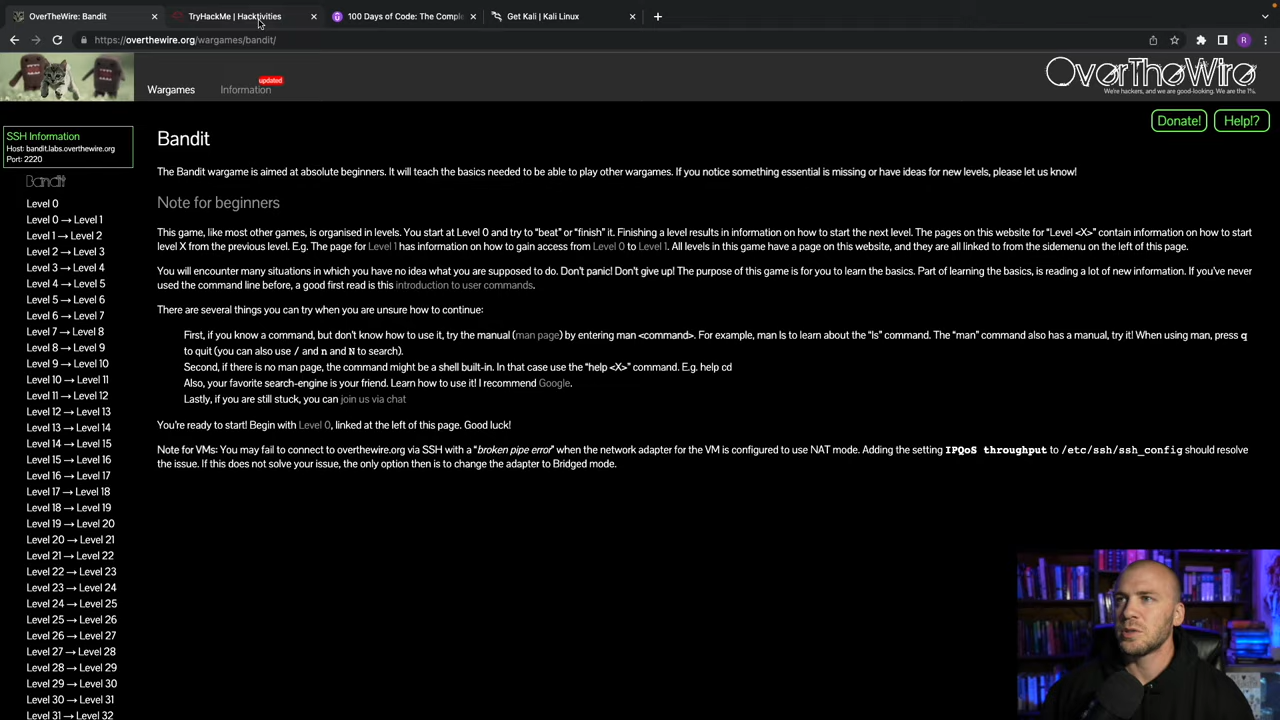 OverTheWire: Bandit
TryHackMe | Hacktivities
100 Days of Code: The Comple
Get Kali | Kali Linux
https://overthewire.org/wargames/bandit/
R
Wargames
Information
updated
OverTheWire
We're hackers, and we are good-looking. We are the 1%.
Donate!
Help!?
SSH Information
Host: bandit.labs.overthewire.org
Port: 2220
Bandit
Level 0
Level 0 → Level 1
Level 1 → Level 2
Level 2 → Level 3
Level 3 → Level 4
Level 4 → Level 5
Level 5 → Level 6
Level 6 → Level 7
Level 7 → Level 8
Level 8 → Level 9
Level 9 → Level 10
Level 10 → Level 11
Level 11 → Level 12
Level 12 → Level 13
Level 13 → Level 14
Level 14 → Level 15
Level 15 → Level 16
Level 16 → Level 17
Level 17 → Level 18
Level 18 → Level 19
Level 19 → Level 20
Level 20 → Level 21
Level 21 → Level 22
Level 22 → Level 23
Level 23 → Level 24
Level 24 → Level 25
Level 25 → Level 26
Level 26 → Level 27
Level 27 → Level 28
Level 28 → Level 29
Level 29 → Level 30
Level 30 → Level 31
Level 31 → Level 32
Bandit
The Bandit wargame is aimed at absolute beginners. It will teach the basics needed to be able to play other wargames. If you notice something essential is missing or have ideas for new levels, please let us know!
Note for beginners
This game, like most other games, is organised in levels. You start at Level 0 and try to "beat" or "finish" it. Finishing a level results in information on how to start the next level. The pages on this website for "Level <X>" contain information on how to start
level X from the previous level. E.g. The page for Level 1 has information on how to gain access from Level 0 to Level 1. All levels in this game have a page on this website, and they are all linked to from the sidemenu on the left of this page.
You will encounter many situations in which you have no idea what you are supposed to do. Don't panic! Don't give up! The purpose of this game is for you to learn the basics. Part of learning the basics, is reading a lot of new information. If you've never
used the command line before, a good first read is this introduction to user commands.
There are several things you can try when you are unsure how to continue:
First, if you know a command, but don't know how to use it, try the manual (man page) by entering man <command>. For example, man ls to learn about the "ls" command. The "man" command also has a manual, try it! When using man, press q
to quit (you can also use / and n and N to search).
Second, if there is no man page, the command might be a shell built-in. In that case use the "help <X>" command. E.g. help cd
Also, your favorite search-engine is your friend. Learn how to use it! I recommend Google.
Lastly, if you are still stuck, you can join us via chat
You're ready to start! Begin with Level 0, linked at the left of this page. Good luck!
Note for VMs: You may fail to connect to overthewire.org via SSH with a "broken pipe error" when the network adapter for the VM is configured to use NAT mode. Adding the setting IPQoS throughput to /etc/ssh/ssh_config should resolve
the issue. If this does not solve your issue, the only option then is to change the adapter to Bridged mode.